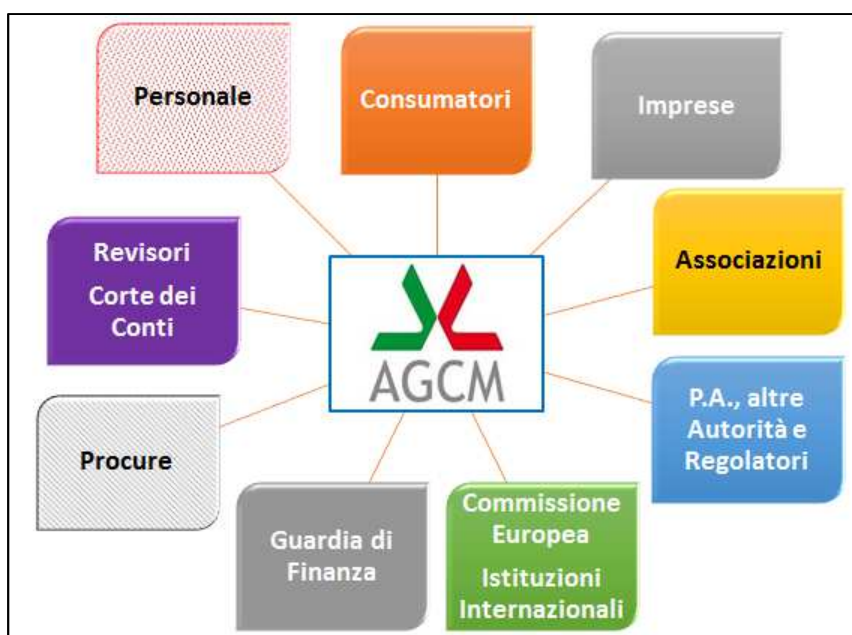 Personale
Consumatori
Imprese
Revisori
Corte dei
Conti
Associazioni
AGCM
P.A., altre
Autorità e
Regolatori
Procure
Guardia di
Finanza
Commissione
Europea
Istituzioni
Internazionali